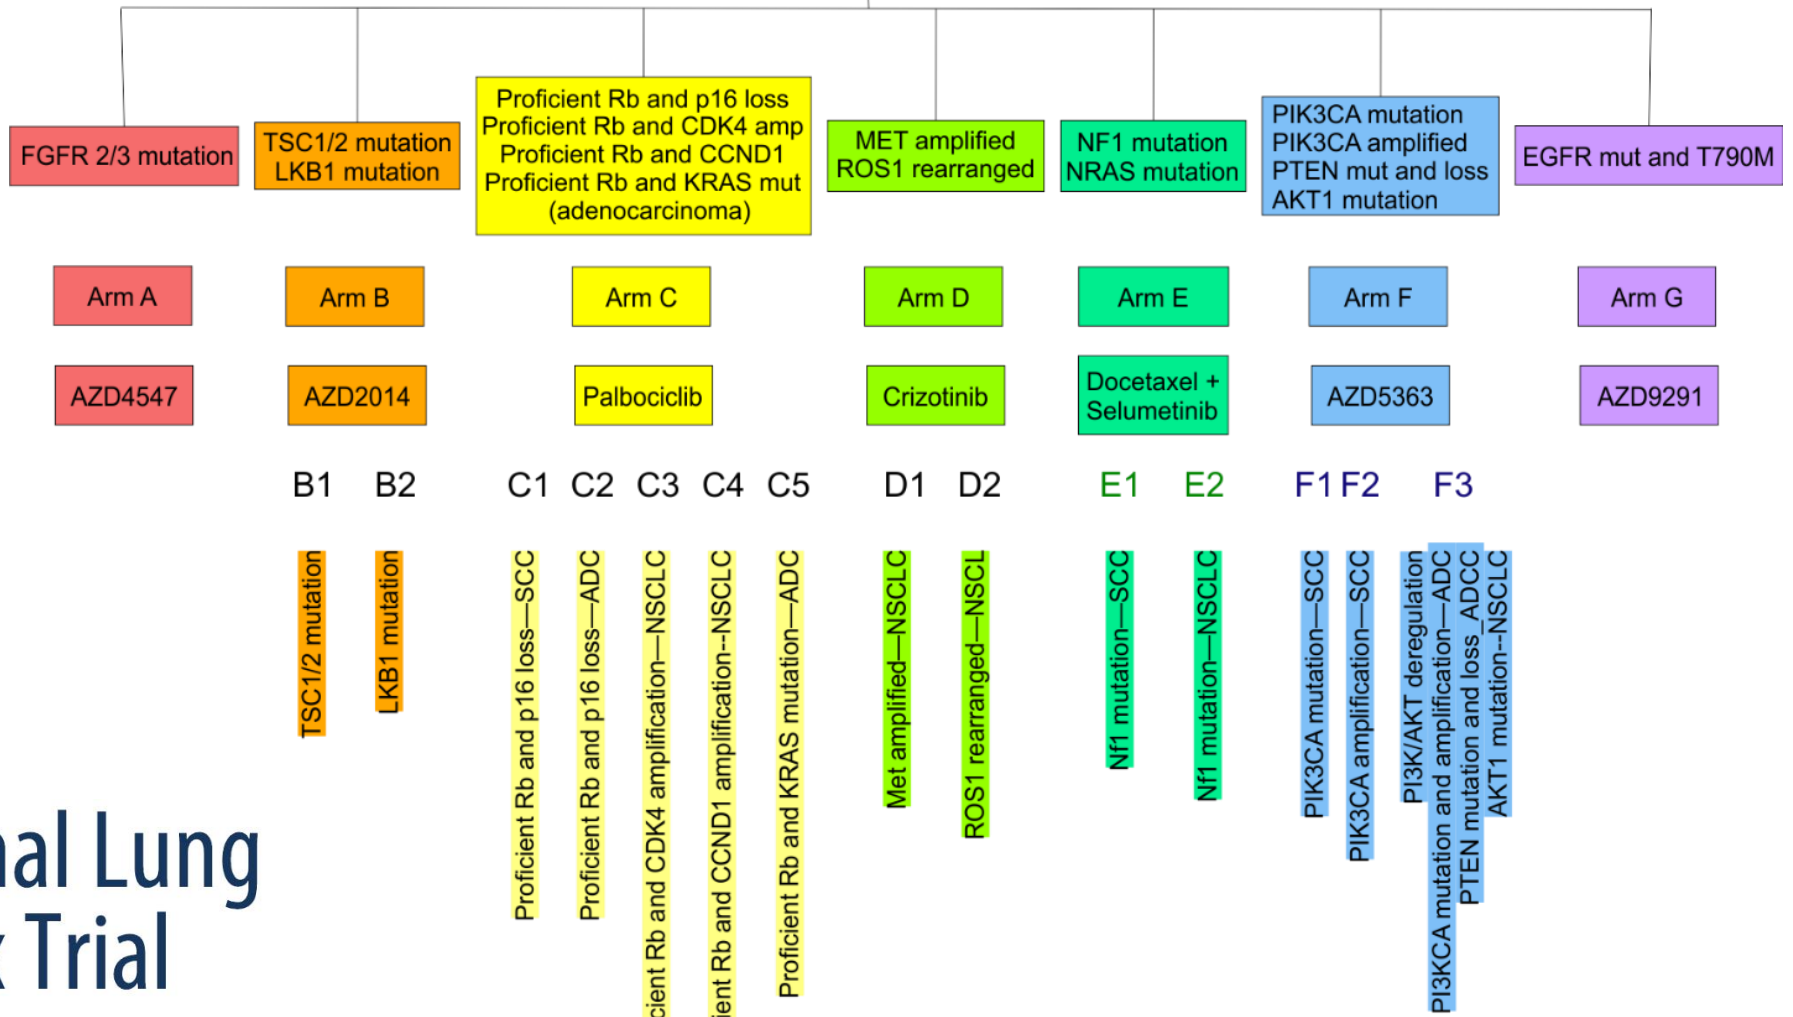 FGFR 2/3 mutation
TSC1/2 mutation
LKB1 mutation
Proficient Rb and p16 loss
Proficient Rb and CDK4 amp
Proficient Rb and CCND1
Proficient Rb and KRAS mut
(adenocarcinoma)
MET amplified
ROS1 rearranged
NF1 mutation
NRAS mutation
PIK3CA mutation
PIK3CA amplified
PTEN mut and loss
AKT1 mutation
EGFR mut and T790M
Arm A
Arm B
Arm C
Arm D
Arm E
Arm F
Arm G
AZD4547
AZD2014
Palbociclib
Crizotinib
Docetaxel +
Selumetinib
AZD5363
AZD9291
B1
B2
C1
C2
C3
C4
C5
D1
D2
E1
E2
F1
F2
F3
TSC1/2 mutation
LKB1 mutation
Proficient Rb and p16 loss—SCC
Proficient Rb and p16 loss—ADC
cient Rb and CDK4 amplification—NSCLC
ient Rb and CCND1 amplification--NSCLC
Proficient Rb and KRAS mutation—ADC
Met amplified—NSCLC
ROS1 rearranged—NSCL
Nf1 mutation—SCC
Nf1 mutation—NSCLC
PIK3CA mutation—SCC
PIK3CA amplification—SCC
PI3K/AKT deregulation
PI3KCA mutation and amplification—ADC
PTEN mutation and loss_ADCC
AKT1 mutation--NSCLC
nal Lung
x Trial